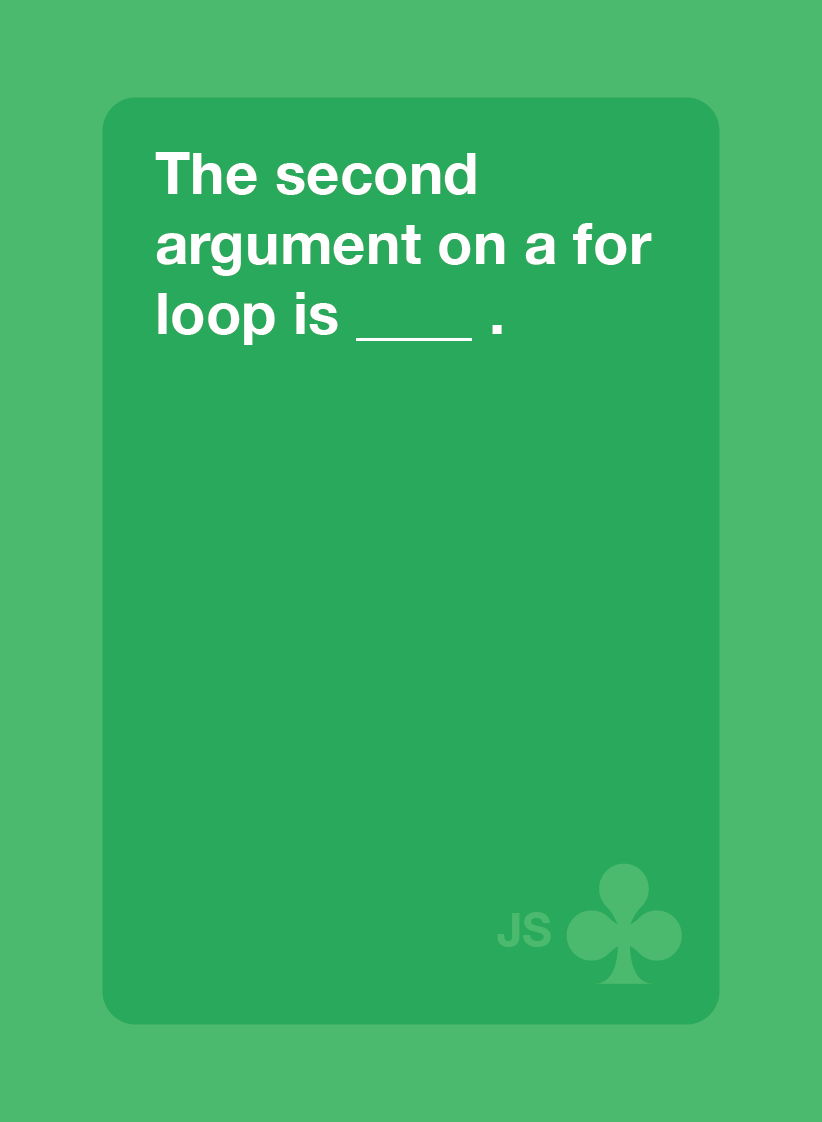 The second
argument on a for
loop is ____ .
JS